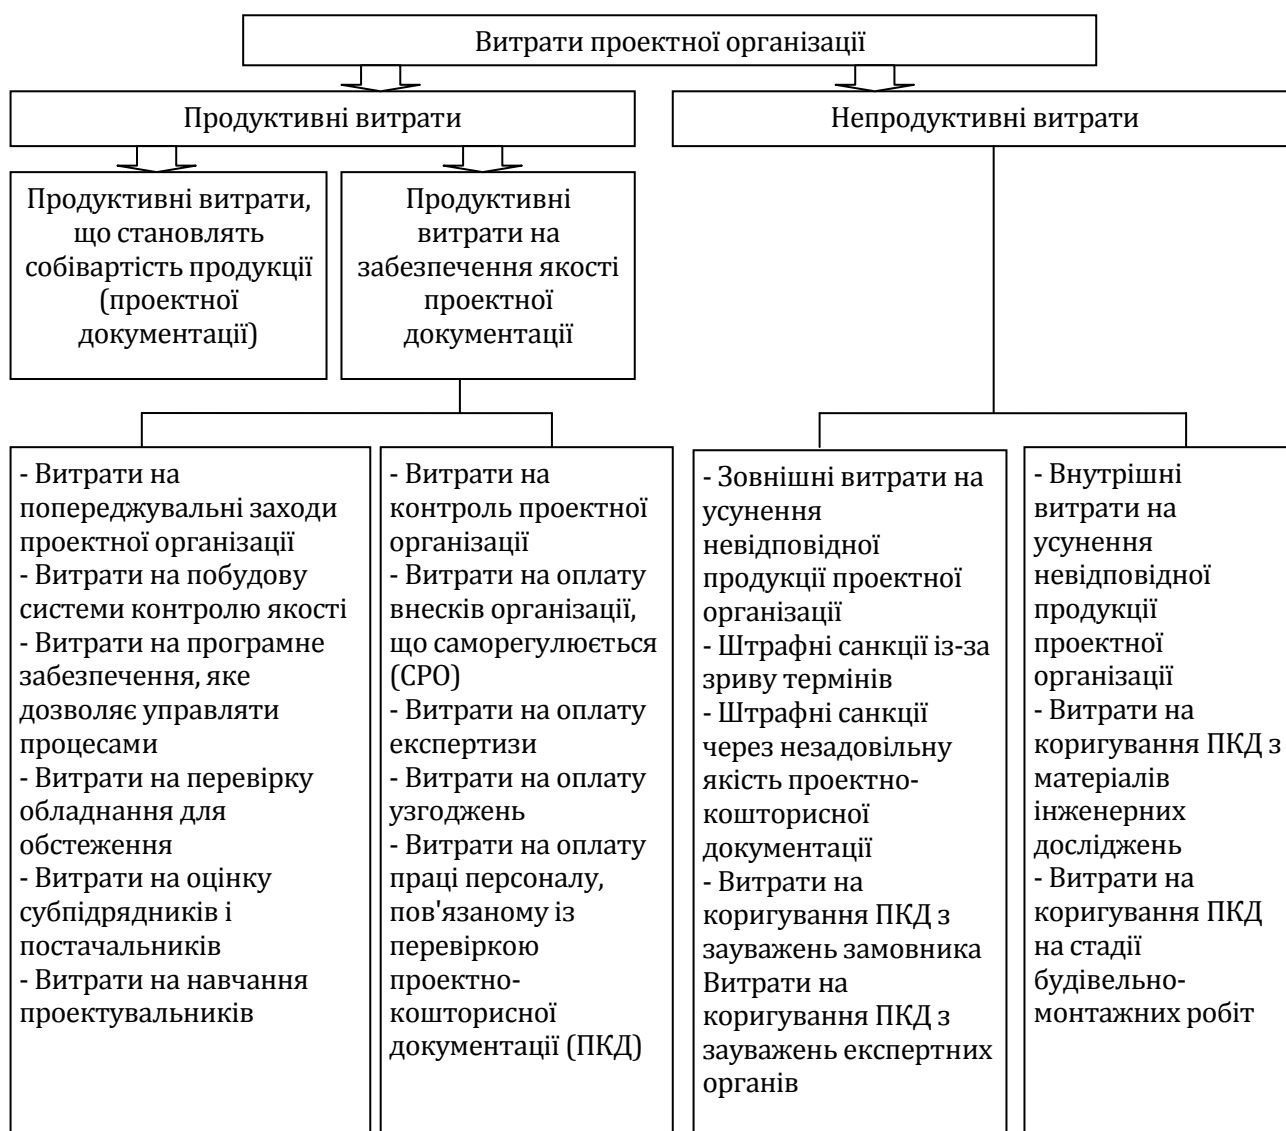 Витрати проектної організації
Продуктивні витрати
Непродуктивні витрати
Продуктивні витрати,
що становлять
собівартість продукції
(проектної
документації)
Продуктивні
витрати на
забезпечення якості
проектної
документації
- Витрати на
попереджувальні заходи
проектної організації
- Витрати на побудову
системи контролю якості
- Витрати на програмне
забезпечення, яке
дозволяє управляти
процесами
- Витрати на перевірку
обладнання для
обстеження
- Витрати на оцінку
субпідрядників і
постачальників
- Витрати на навчання
проектувальників
- Витрати на
контроль проектної
організації
- Витрати на оплату
внесків організації,
що саморегулюється
(СРО)
- Витрати на оплату
експертизи
- Витрати на оплату
узгоджень
- Витрати на оплату
праці персоналу,
пов'язаному із
перевіркою
проектно-
кошторисної
документації (ПКД)
- Зовнішні витрати на
усунення
невідповідної
продукції проектної
організації
- Штрафні санкції із-за
зриву термінів
- Штрафні санкції
через незадовільну
якість проектно-
кошторисної
документації
- Витрати на
коригування ПКД з
зауважень замовника
Витрати на
коригування ПКД з
зауважень експертних
органів
- Внутрішні
витрати на
усунення
невідповідної
продукції
проектної
організації
- Витрати на
коригування ПКД з
матеріалів
інженерних
досліджень
- Витрати на
коригування ПКД
на стадії
будівельно-
монтажних робіт